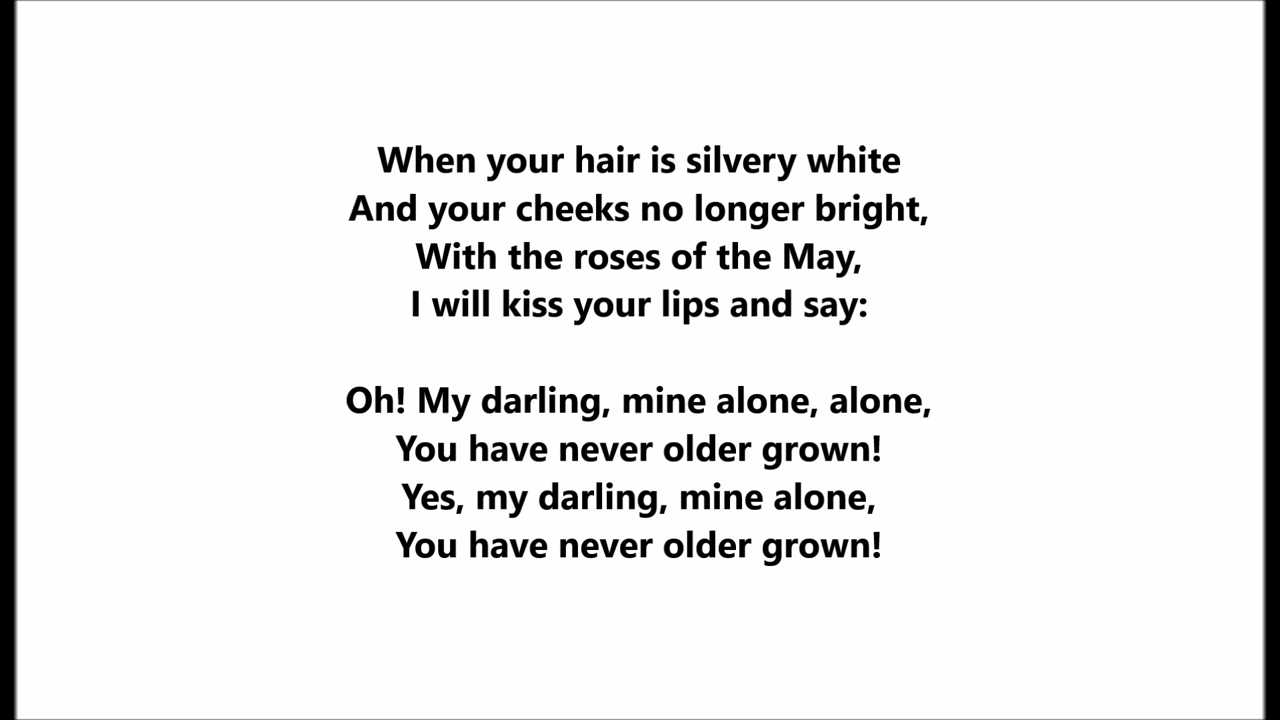 When your hair is silvery white
And your cheeks no longer bright,
With the roses of the May,
I will kiss your lips and say:
Oh! My darling, mine alone, alone,
You have never older grown!
Yes, my darling, mine alone,
You have never older grown!